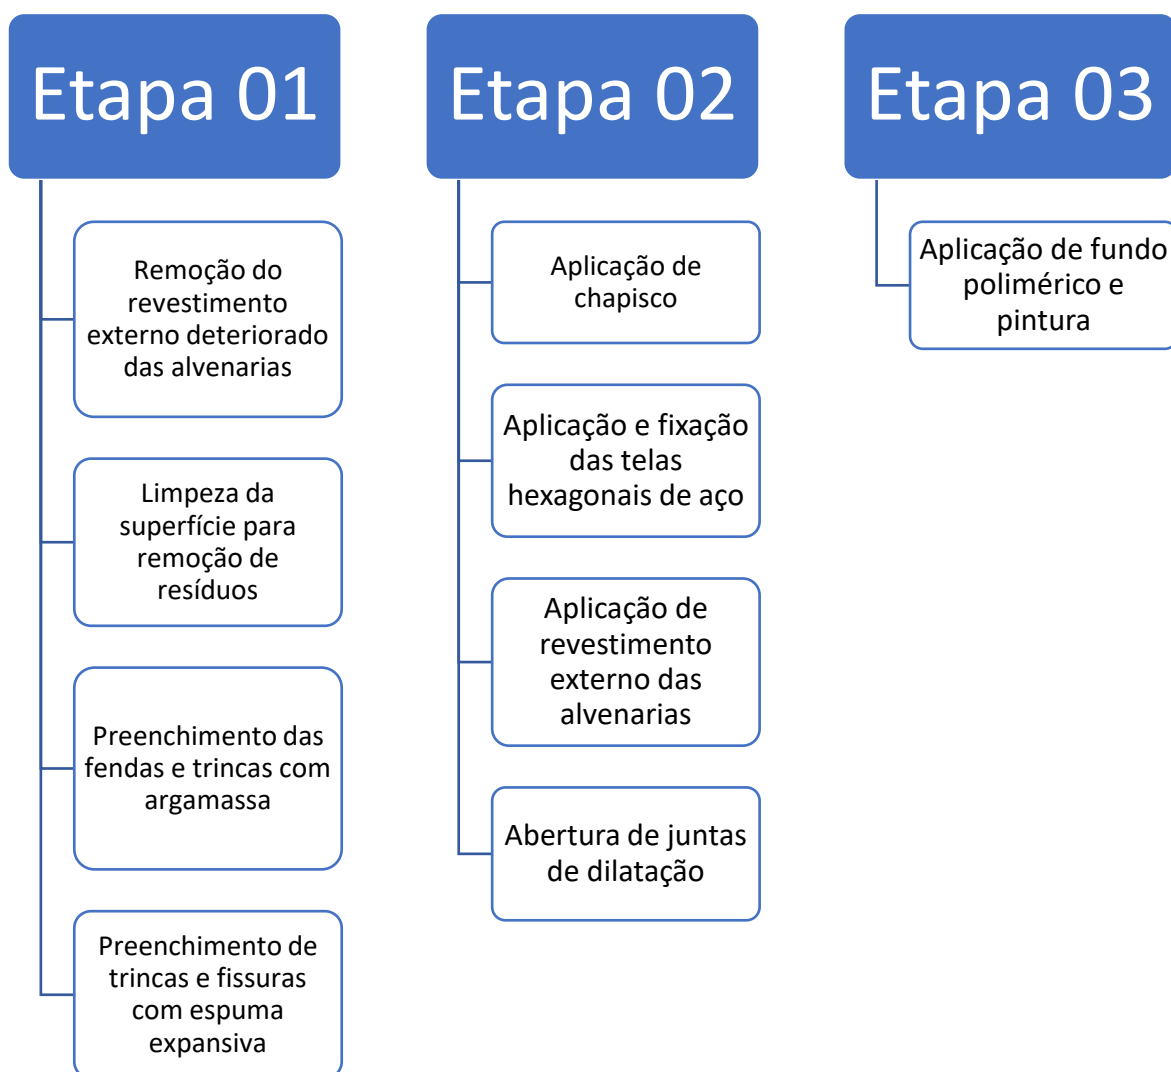 Etapa 01
Remoção do
revestimento
externo deteriorado
das alvenarias
Limpeza da
superfície para
remoção de
resíduos
Preenchimento das
fendas e trincas com
argamassa
Preenchimento de
trincas e fissuras
com espuma
expansiva
Etapa 02
Aplicação de
chapisco
Aplicação e fixação
das telas
hexagonais de aço
Aplicação de
revestimento
externo das
alvenarias
Abertura de juntas
de dilatação
Etapa 03
Aplicação de fundo
polimérico e
pintura